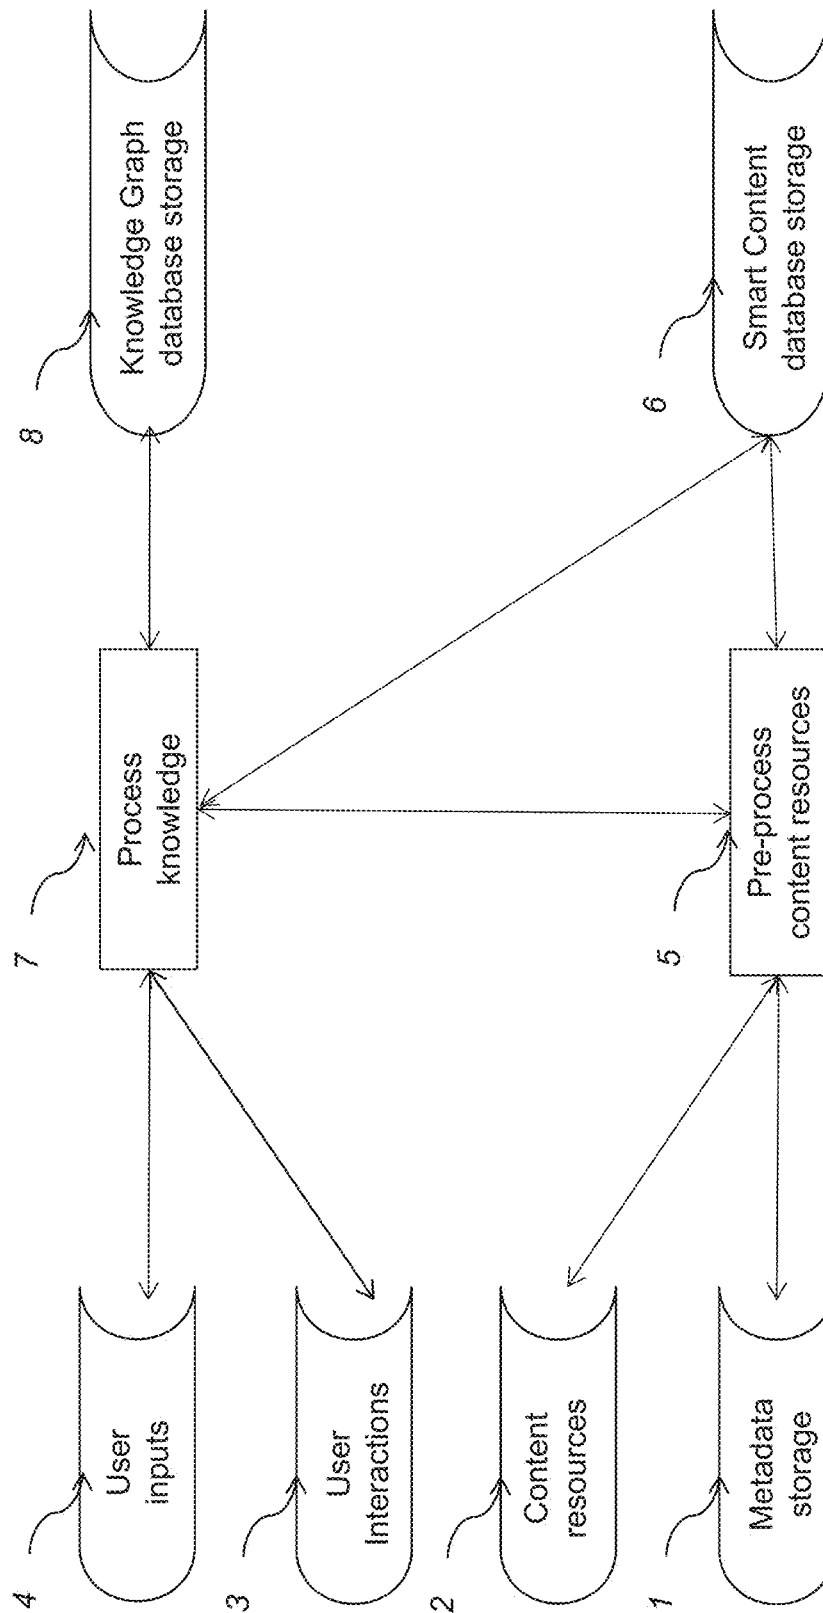 4
User
inputs
3
User
Interactions
2
Content
resources
1
Metadata
storage
7
Process
knowledge
5
Pre-process
content resources
8
Knowledge Graph
database storage
6
Smart Content
database storage